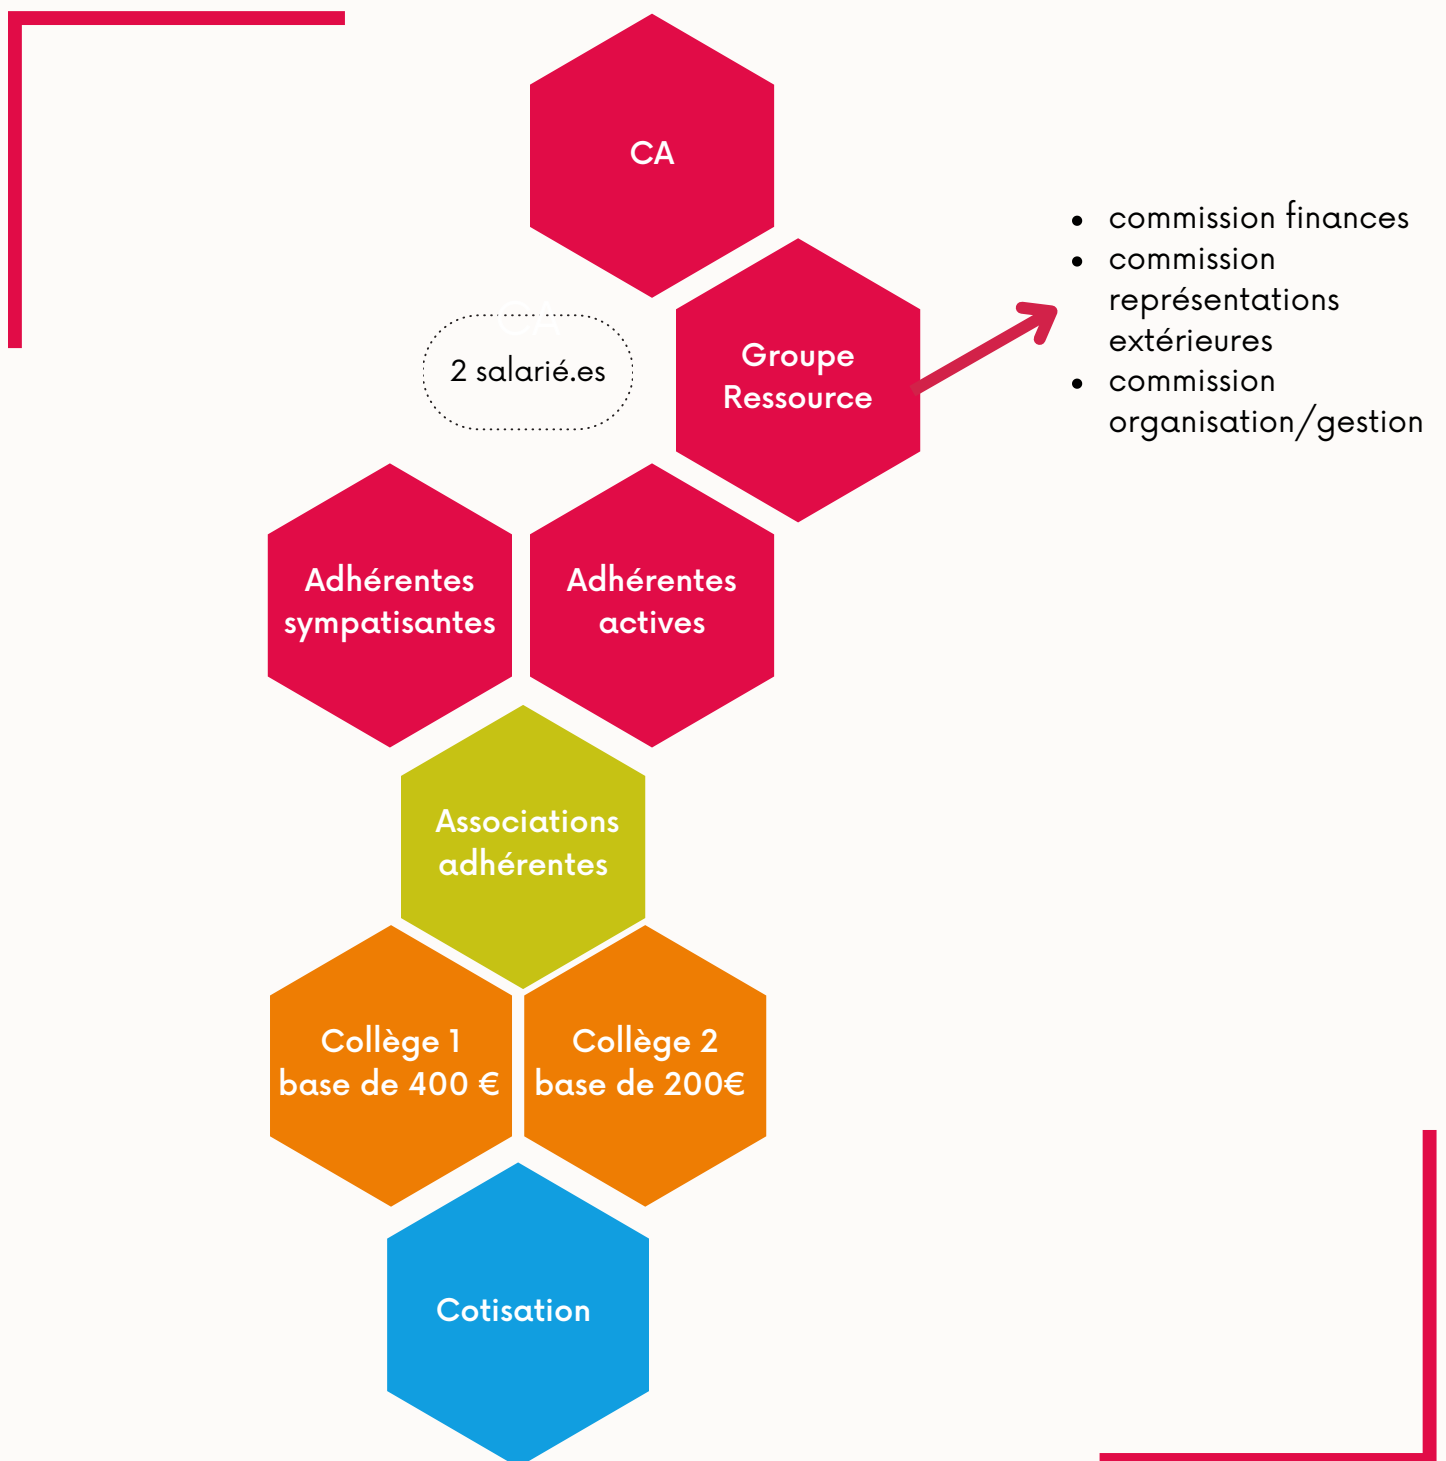 CA
• commission finances
• commission
représentations
extérieures
• commission
organisation/gestion
CA
2 salarié.es
Groupe
Ressource
Adhérentes
sympatisantes
Adhérentes
actives
Associations
adhérentes
Collège 1
base de 400 €
Collège 2
base de 200€
Cotisation